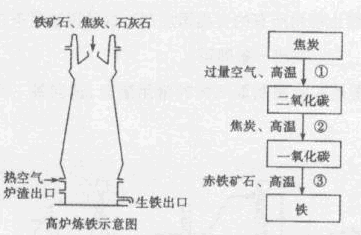 铁矿石、焦炭、石灰石
热空气
炉渣出口
生铁出口
高炉炼铁示意图
焦炭
过量空气、高温 ①
二氧化碳
焦炭、高温 ②
一氧化碳
赤铁矿石、高温 ③
铁